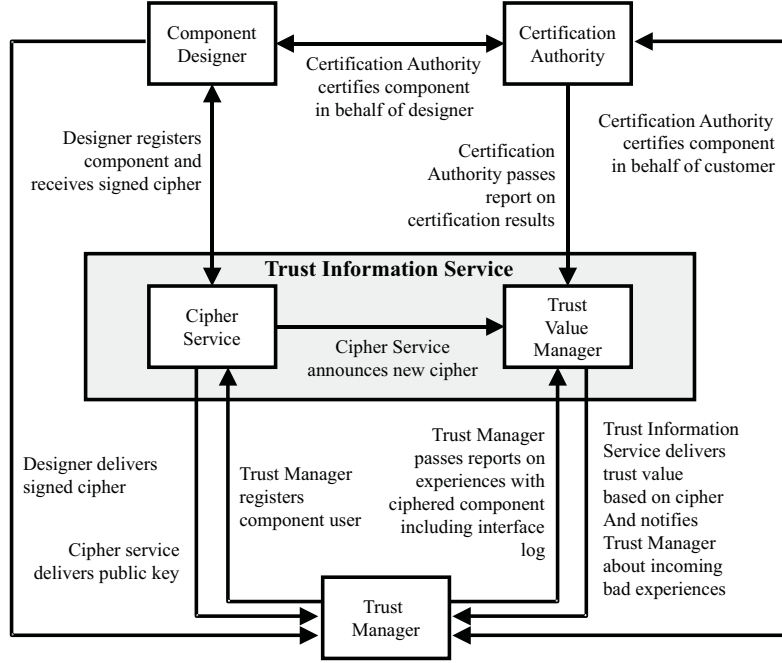 Component
Designer
Certification
Authority
Certification Authority
certifies component
in behalf of designer
Designer registers
component and
receives signed cipher
Certification
Authority passes
report on
certification results
Certification Authority
certifies component
in behalf of customer
Trust Information Service
Cipher
Service
Trust
Value
Manager
Cipher Service
announces new cipher
Designer delivers
signed cipher
Trust Manager
registers
component user
Trust Manager
passes reports on
experiences with
ciphered component
including interface
log
Trust Information
Service delivers
trust value
based on cipher
And notifies
Trust Manager
about incoming
bad experiences
Cipher service
delivers public key
Trust
Manager